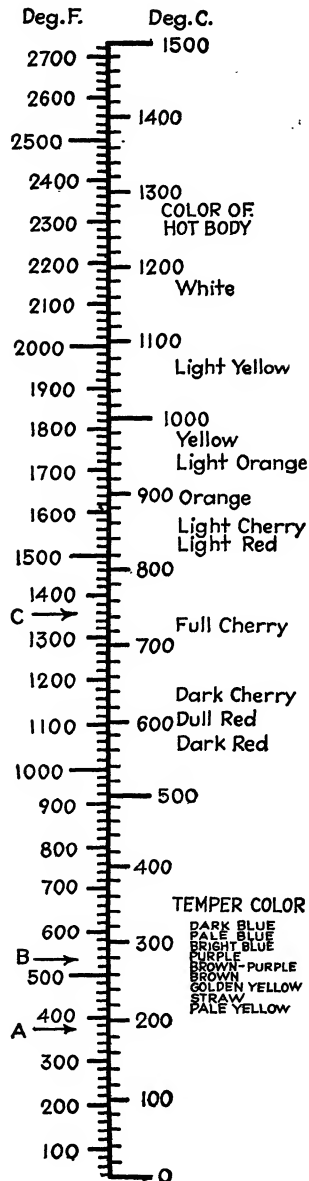 Deg.F. Deg.C.
1500
2700
2600
1400
2500
2400
1300
COLOR OF
2300
HOT BODY
2200
1200
White
2100
2000
1100
Light Yellow
1900
1000
1800
Yellow
Light Orange
1700
900 Orange
1600
Light Cherry
Light Red
1500
800
1400
C
Full Cherry
1300
700
1200
Dark Cherry
600 Dull Red
1100
Dark Red
1000
500
900
800
400
700
TEMPER COLOR
600
DARK BLUE
PALE BLUE
300
BRIGHT BLUE
B
PURPLE
BROWN-PURPLE
500
BROWN
GOLDEN YELLOW
STRAW
PALE YELLOW
400
200
A
300
200
100
100
0